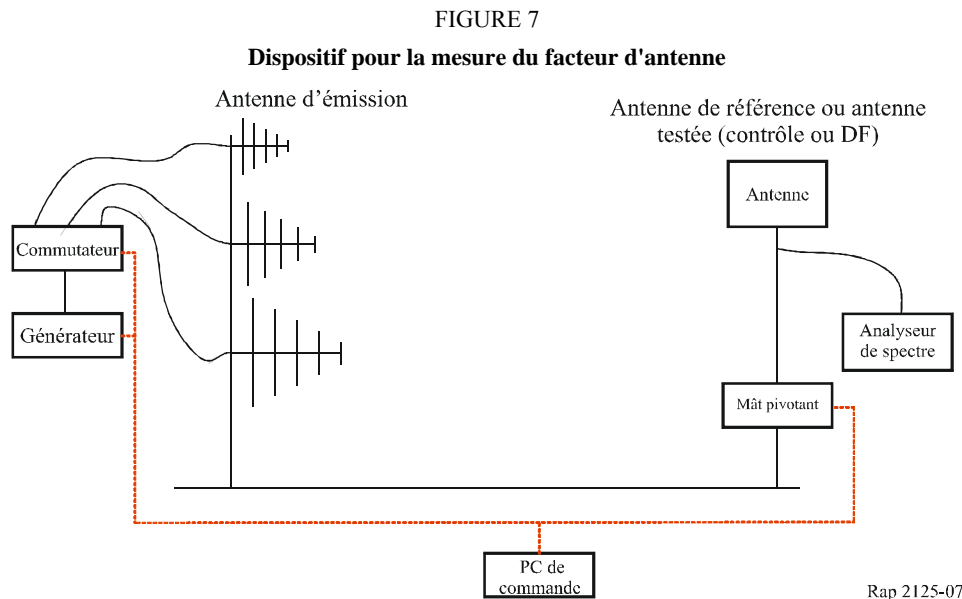 FIGURE 7
Dispositif pour la mesure du facteur d'antenne
Antenne d'émission
Antenne de référence ou antenne
testée (contrôle ou DF)
Antenne
Commutateur
Générateur
Analyseur
de spectre
Mât pivotant
PC de
commande
Rap 2125-07